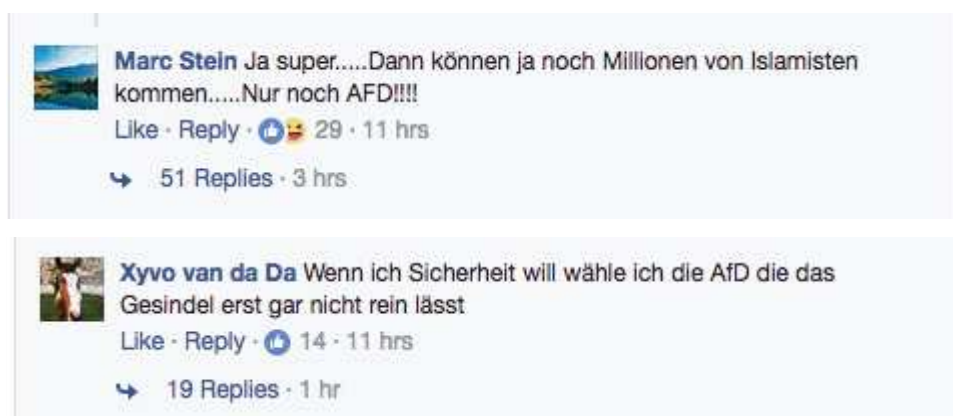 Marc Stein Ja super.....Dann können ja noch Millionen von Islamisten
kommen.....Nur noch AFD!!!!
Like · Reply · 29 · 11 hrs
51 Replies · 3 hrs
Xyvo van da Da Wenn ich Sicherheit will wähle ich die AfD die das
Gesindel erst gar nicht rein lässt
Like · Reply · 14 · 11 hrs
19 Replies · 1 hr